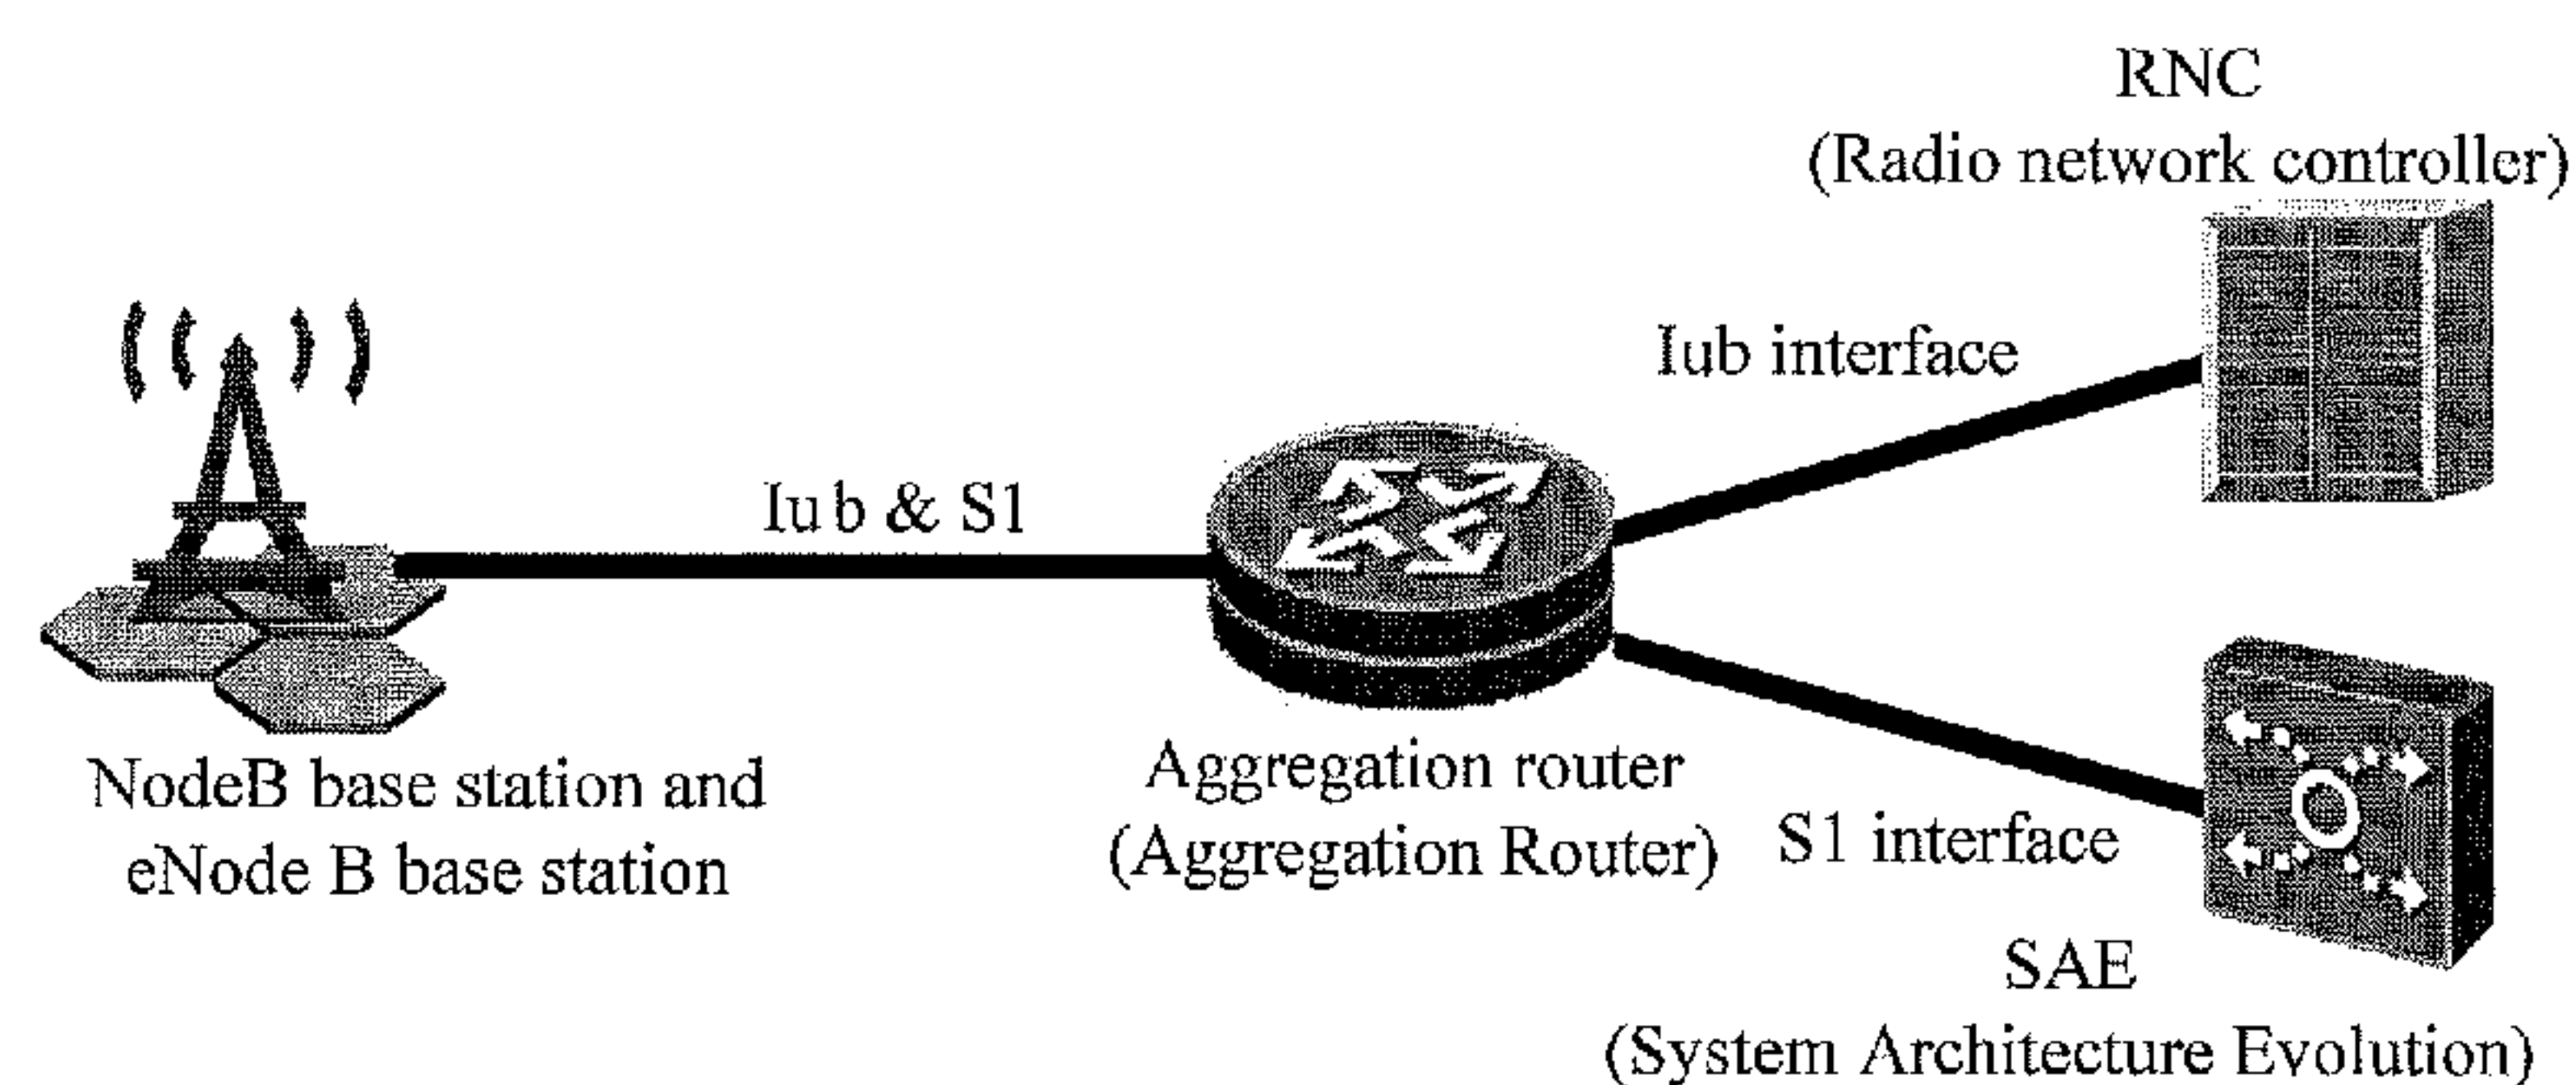 RNC
(Radio network controller)
Iub interface
Iub & S1
NodeB base station and
eNode B base station
Aggregation router
(Aggregation Router)
S1 interface
SAE
(System Architecture Evolution)